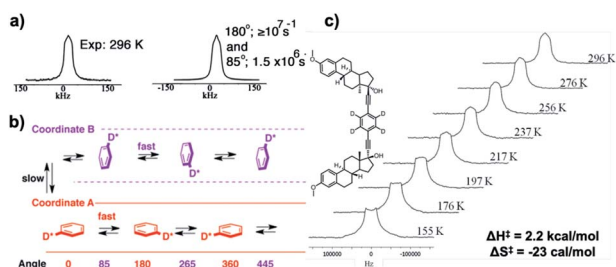 a)
Exp: 296 K
150 0 150
kHz
180°; ≥10⁷ s⁻¹
and
85°; 1.5 x10⁶ s⁻¹
-150 0 150
kHz
b)
Coordinate B
D*
fast
D*
D*
slow
Coordinate A
fast
D*
D*
D*
Angle 0 85 180 265 360 445
c)
O
H
H
H
OH
D D
D D
OH
H
H
H
O
296 K
276 K
256 K
237 K
217 K
197 K
176 K
155 K
100000 0 -100000
Hz
ΔH‡ = 2.2 kcal/mol
ΔS‡ = -23 cal/mol